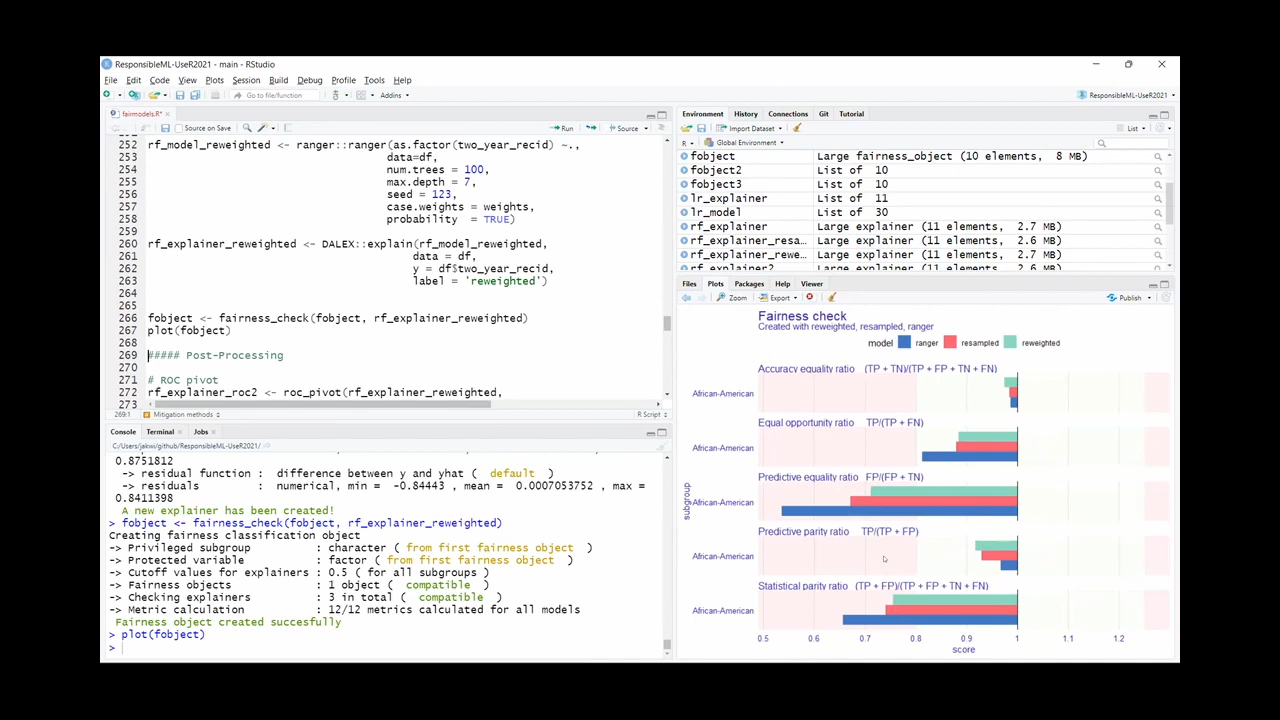 ResponsibleML-UseR2021 - main - RStudio
File Edit Code View Plots Session Build Debug Profile Tools Help
Go to file/function Addins ResponsibleML-UseR2021
fairmodels.R*
Source on Save Run Source
252 rf_model_reweighted <- ranger::ranger(as.factor(two_year_recid) ~.,
253 data=df,
254 num.trees = 100,
255 max.depth = 7,
256 seed = 123,
257 case.weights = weights,
258 probability = TRUE)
259
260 rf_explainer_reweighted <- DALEX::explain(rf_model_reweighted,
261 data = df,
262 y = df$two_year_recid,
263 label = 'reweighted')
264
265
266 fobject <- fairness_check(fobject, rf_explainer_reweighted)
267 plot(fobject)
268
269 ##### Post-Processing
270
271 # ROC pivot
272 rf_explainer_roc2 <- roc_pivot(rf_explainer_reweighted,
273
269:1 Mitigation methods R Script
Console Terminal Jobs
C:/Users/jakwi/github/ResponsibleML-UseR2021/
0.8751812
-> residual function : difference between y and yhat ( default )
-> residuals : numerical, min = -0.84443 , mean = 0.0007053752 , max =
0.8411398
A new explainer has been created!
> fobject <- fairness_check(fobject, rf_explainer_reweighted)
Creating fairness classification object
-> Privileged subgroup : character ( from first fairness object )
-> Protected variable : factor ( from first fairness object )
-> Cutoff values for explainers : 0.5 ( for all subgroups )
-> Fairness objects : 1 object ( compatible )
-> Checking explainers : 3 in total ( compatible )
-> Metric calculation : 12/12 metrics calculated for all models
Fairness object created succesfully
> plot(fobject)
>
Environment History Connections Git Tutorial
Import Dataset List
R Global Environment
fobject Large fairness_object (10 elements, 8 MB)
fobject2 List of 10
fobject3 List of 10
lr_explainer List of 11
lr_model List of 30
rf_explainer Large explainer (11 elements, 2.7 MB)
rf_explainer_resa… Large explainer (11 elements, 2.6 MB)
rf_explainer_rewe… Large explainer (11 elements, 2.7 MB)
rf_explainer2 Large explainer (11 elements, 2.6 MB)
Files Plots Packages Help Viewer
Zoom Export Publish
Fairness check
Created with reweighted, resampled, ranger
model ranger resampled reweighted
Accuracy equality ratio (TP + TN)/(TP + FP + TN + FN)
African-American
Equal opportunity ratio TP/(TP + FN)
African-American
Predictive equality ratio FP/(FP + TN)
African-American
subgroup
Predictive parity ratio TP/(TP + FP)
African-American
Statistical parity ratio (TP + FP)/(TP + FP + TN + FN)
African-American
0.5 0.6 0.7 0.8 0.9 1 1.1 1.2
score